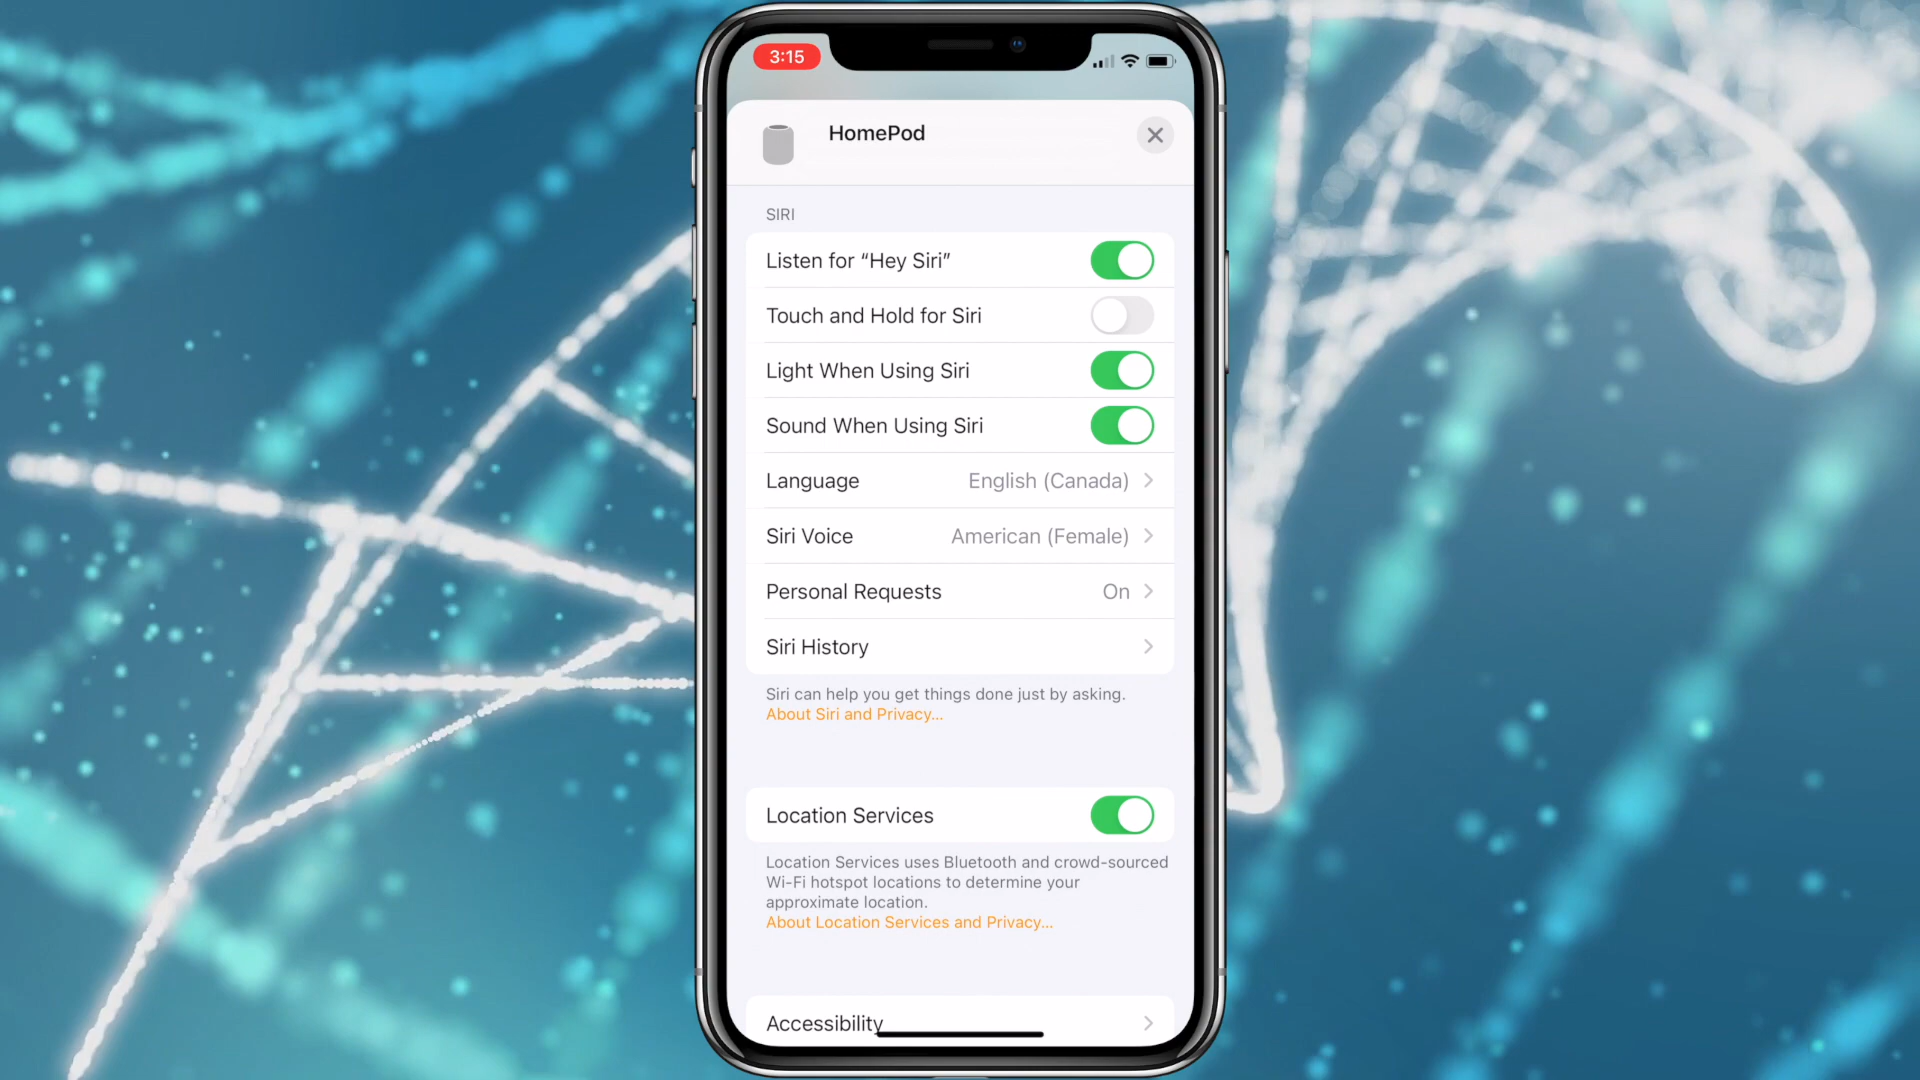 3:15
HomePod
SIRI
Listen for “Hey Siri”
Touch and Hold for Siri
Light When Using Siri
Sound When Using Siri
Language English (Canada)
Siri Voice American (Female)
Personal Requests On
Siri History
Siri can help you get things done just by asking.
About Siri and Privacy...
Location Services
Location Services uses Bluetooth and crowd-sourced
Wi-Fi hotspot locations to determine your
approximate location.
About Location Services and Privacy...
Accessibility